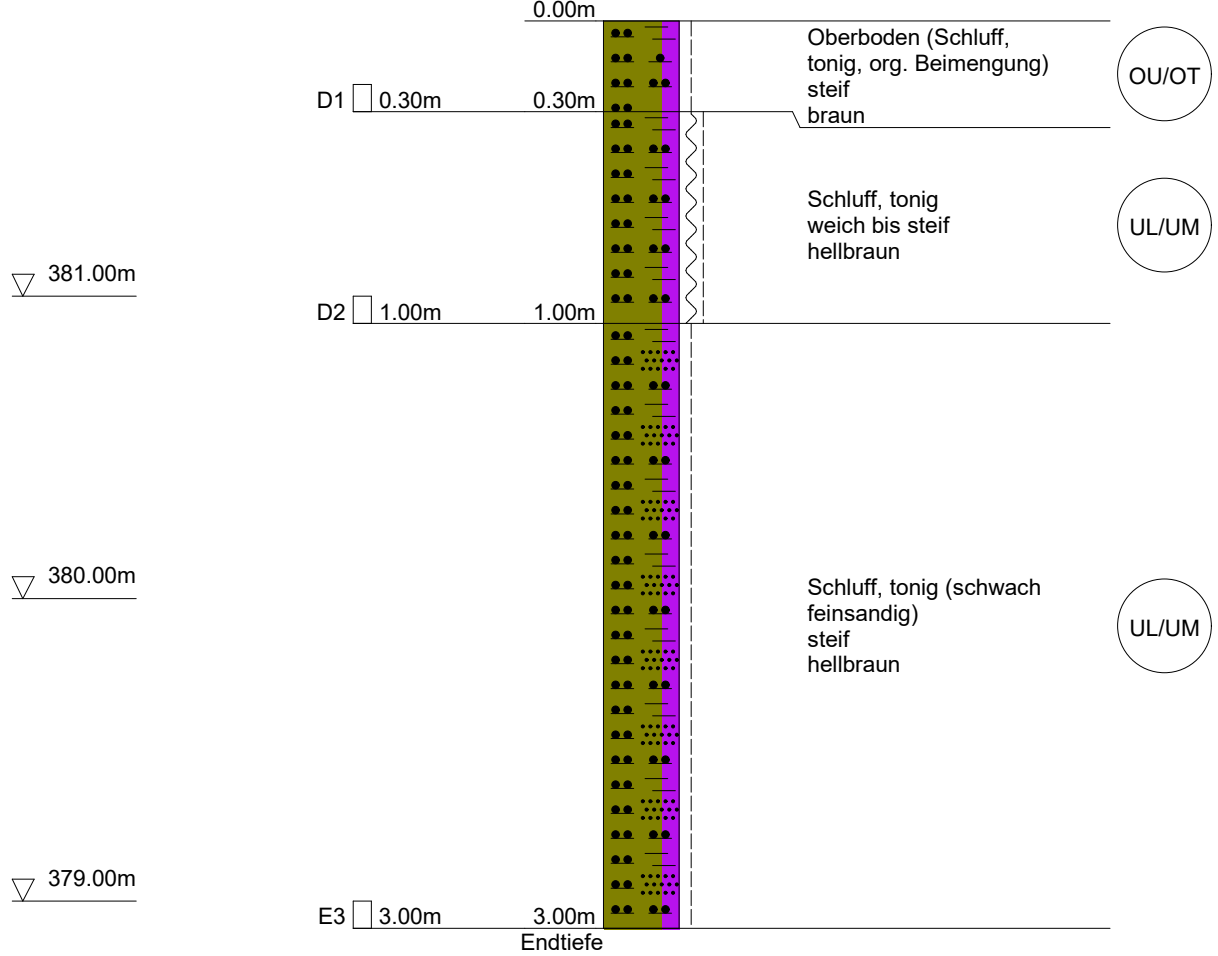 0.00m
Oberboden (Schluff,
tonig, org. Beimengung)
steif
braun
OU/OT
D1 0.30m 0.30m
Schluff, tonig
weich bis steif
hellbraun
UL/UM
381.00m
D2 1.00m 1.00m
380.00m
Schluff, tonig (schwach
feinsandig)
steif
hellbraun
UL/UM
379.00m
E3 3.00m 3.00m
Endtiefe